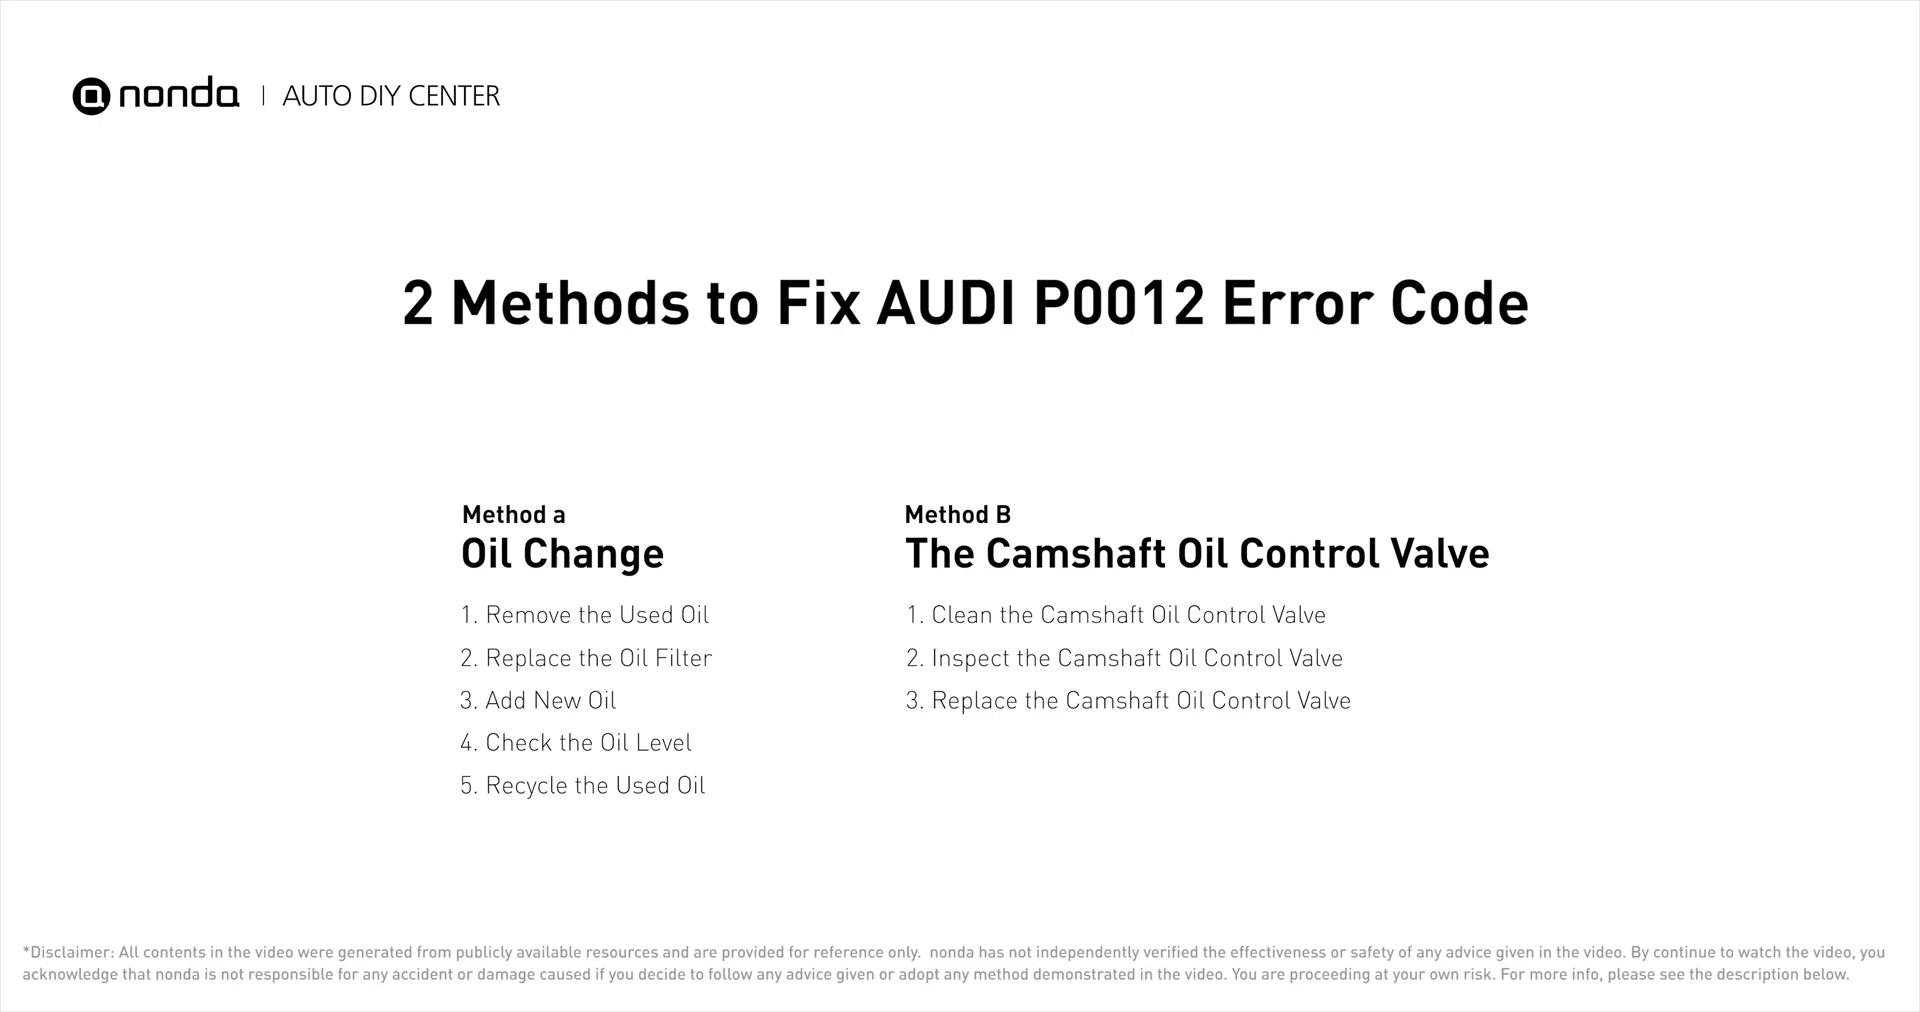 nonda | AUTO DIY CENTER
2 Methods to Fix AUDI P0012 Error Code
Method a
Oil Change
1. Remove the Used Oil
2. Replace the Oil Filter
3. Add New Oil
4. Check the Oil Level
5. Recycle the Used Oil
Method B
The Camshaft Oil Control Valve
1. Clean the Camshaft Oil Control Valve
2. Inspect the Camshaft Oil Control Valve
3. Replace the Camshaft Oil Control Valve
*Disclaimer: All contents in the video were generated from publicly available resources and are provided for reference only.  nonda has not independently verified the effectiveness or safety of any advice given in the video. By continue to watch the video, you
acknowledge that nonda is not responsible for any accident or damage caused if you decide to follow any advice given or adopt any method demonstrated in the video. You are proceeding at your own risk. For more info, please see the description below.